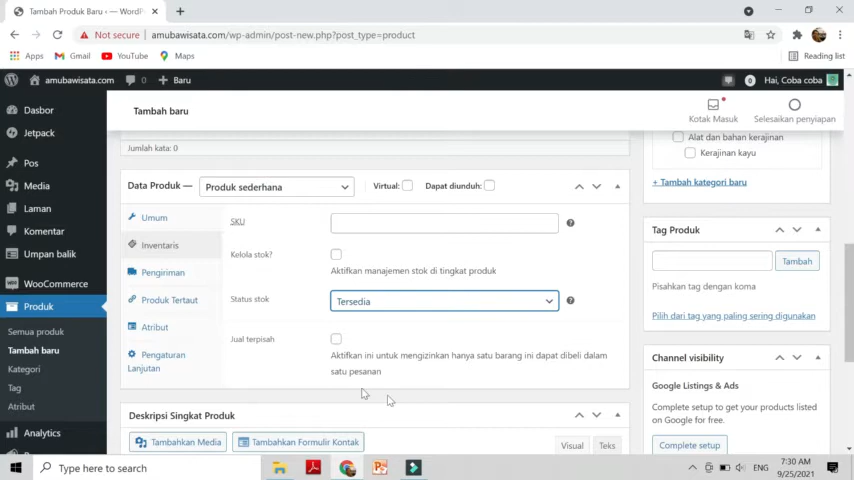 Tambah Produk Baru ‹ — WordPr
Not secure
amubawisata.com/wp-admin/post-new.php?post_type=product
Apps
Gmail
YouTube
Maps
Reading list
amubawisata.com
0
Baru
0
Hai, Coba coba
Dasbor
Jetpack
Pos
Media
Laman
Komentar
Umpan balik
WooCommerce
Produk
Semua produk
Tambah baru
Kategori
Tag
Atribut
Analytics
Tambah baru
Kotak Masuk
Selesaikan penyiapan
Jumlah kata: 0
Data Produk —
Produk sederhana
Virtual:
Dapat diunduh:
Umum
Inventaris
Pengiriman
Produk Tertaut
Atribut
Pengaturan
Lanjutan
SKU
Kelola stok?
Aktifkan manajemen stok di tingkat produk
Status stok
Tersedia
Jual terpisah
Aktifkan ini untuk mengizinkan hanya satu barang ini dapat dibeli dalam
satu pesanan
Deskripsi Singkat Produk
Tambahkan Media
Tambahkan Formulir Kontak
Visual
Teks
Alat dan bahan kerajinan
Kerajinan kayu
+ Tambah kategori baru
Tag Produk
Tambah
Pisahkan tag dengan koma
Pilih dari tag yang paling sering digunakan
Channel visibility
Google Listings & Ads
Complete setup to get your products listed
on Google for free.
Complete setup
Type here to search
ENG
7:30 AM
9/25/2021